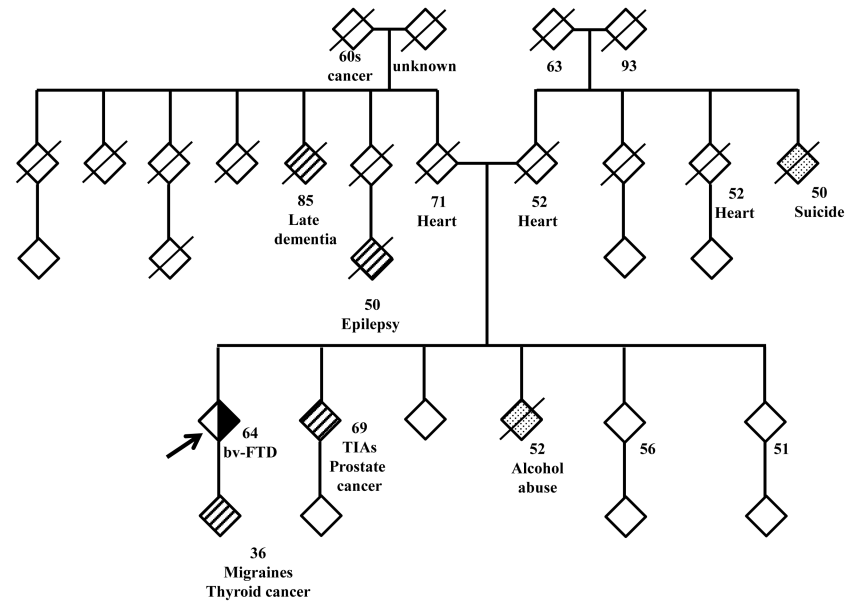 60s
cancer
unknown
63
93
85
Late
dementia
71
Heart
52
Heart
52
Heart
50
Suicide
50
Epilepsy
64
bv-FTD
69
TIAs
Prostate
cancer
52
Alcohol
abuse
56
51
36
Migraines
Thyroid cancer